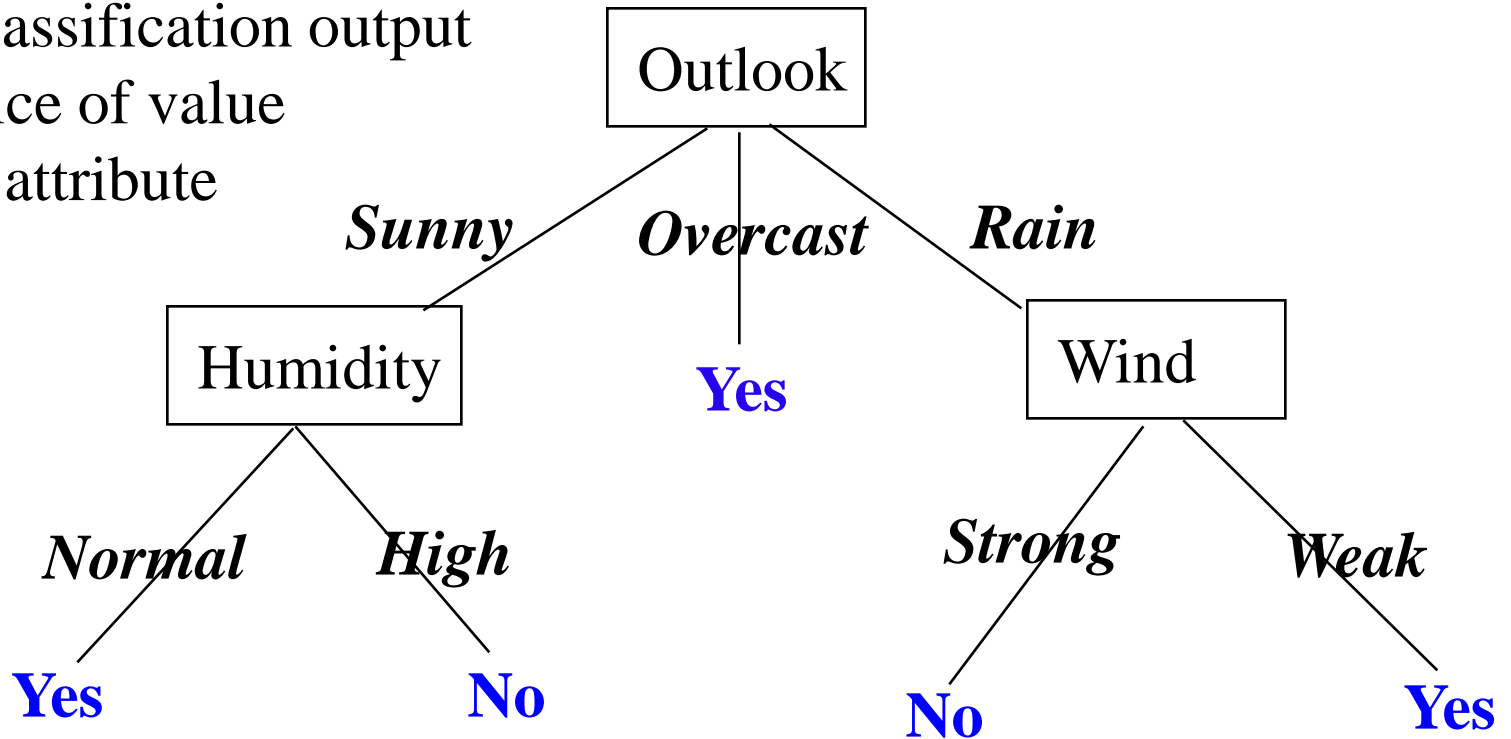 assification output
ce of value
attribute
Outlook
Sunny
Overcast
Rain
Humidity
Yes
Wind
Normal
High
Strong
Weak
Yes
No
No
Yes